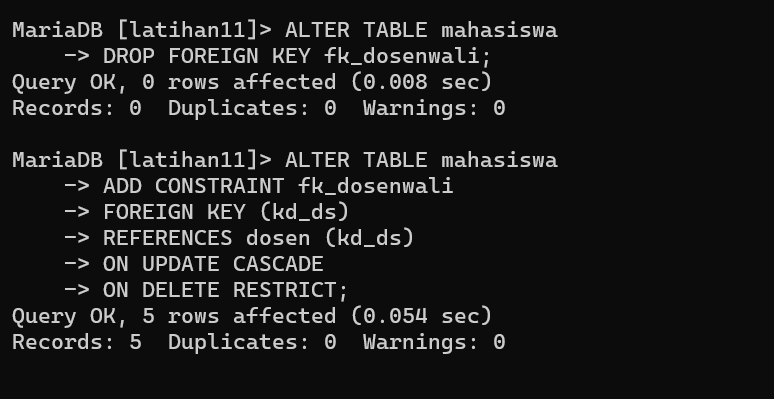 MariaDB [latihan11]> ALTER TABLE mahasiswa
    -> DROP FOREIGN KEY fk_dosenwali;
Query OK, 0 rows affected (0.008 sec)
Records: 0  Duplicates: 0  Warnings: 0

MariaDB [latihan11]> ALTER TABLE mahasiswa
    -> ADD CONSTRAINT fk_dosenwali
    -> FOREIGN KEY (kd_ds)
    -> REFERENCES dosen (kd_ds)
    -> ON UPDATE CASCADE
    -> ON DELETE RESTRICT;
Query OK, 5 rows affected (0.054 sec)
Records: 5  Duplicates: 0  Warnings: 0